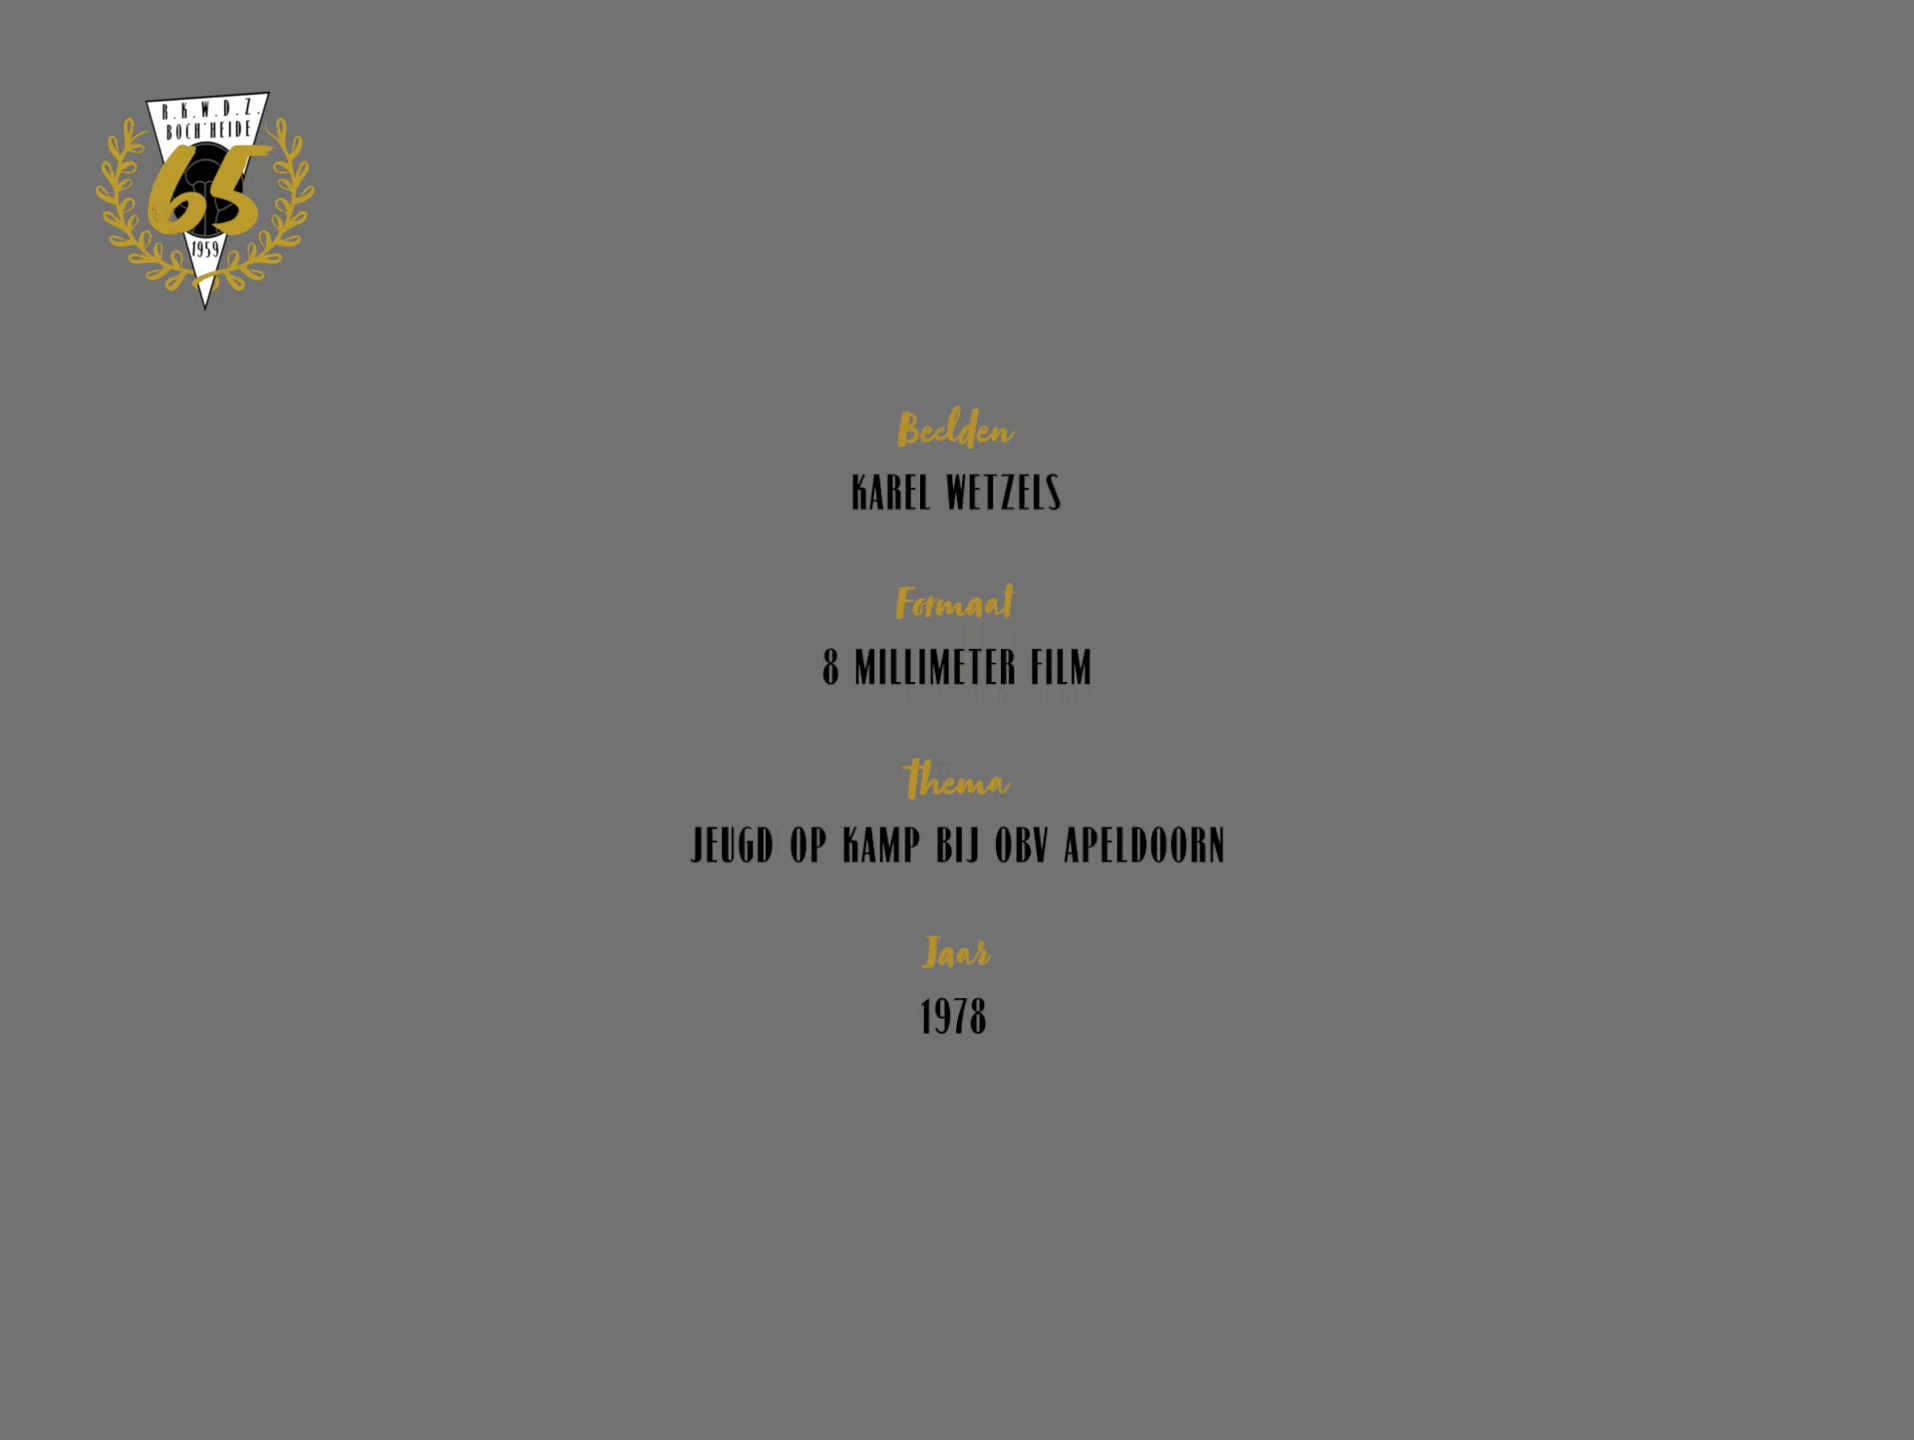 R.K.W.D.Z.
BOCH'HEIDE
65
1959
Beelden
KAREL WETZELS
Formaat
8 MILLIMETER FILM
Thema
JEUGD OP KAMP BIJ OBV APELDOORN
Jaar
1978